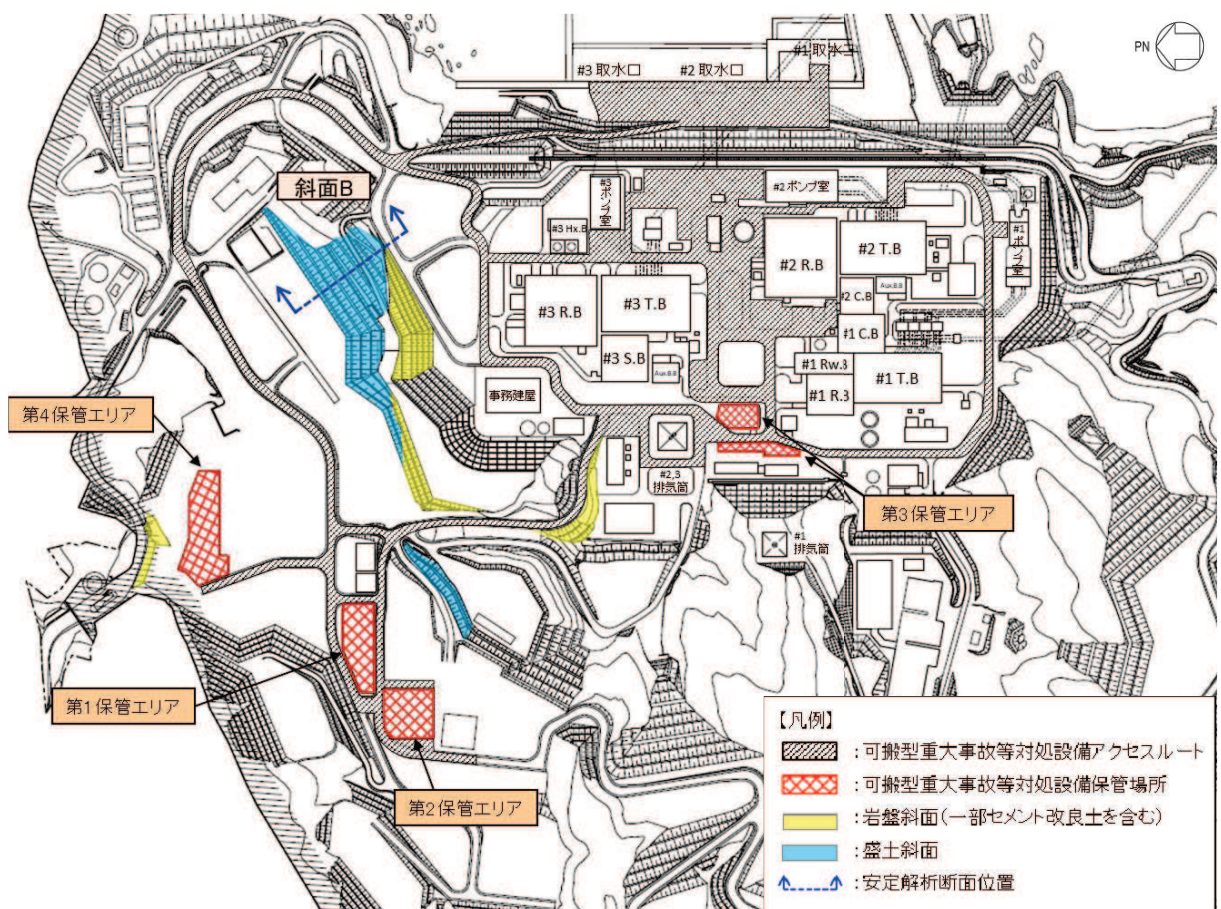 #1 取水口
#3 取水口
#2 取水口
PN
斜面B
#3 ポンプ室
#2 ポンプ室
#1 ポンプ室
#3 Hx.B
#2 R.B
#2 T.B
Aux.B.B
#2 C.B
#3 R.B
#3 T.B
#1 C.B
#3 S.B
Aux.B.B
#1 Rw.B
#1 R.B
#1 T.B
事務建屋
第4保管エリア
#2,3
排気筒
第3保管エリア
#1
排気筒
第1保管エリア
第2保管エリア
【凡例】
:可搬型重大事故等対処設備アクセスルート
:可搬型重大事故等対処設備保管場所
:岩盤斜面(一部セメント改良土を含む)
:盛土斜面
:安定解析断面位置